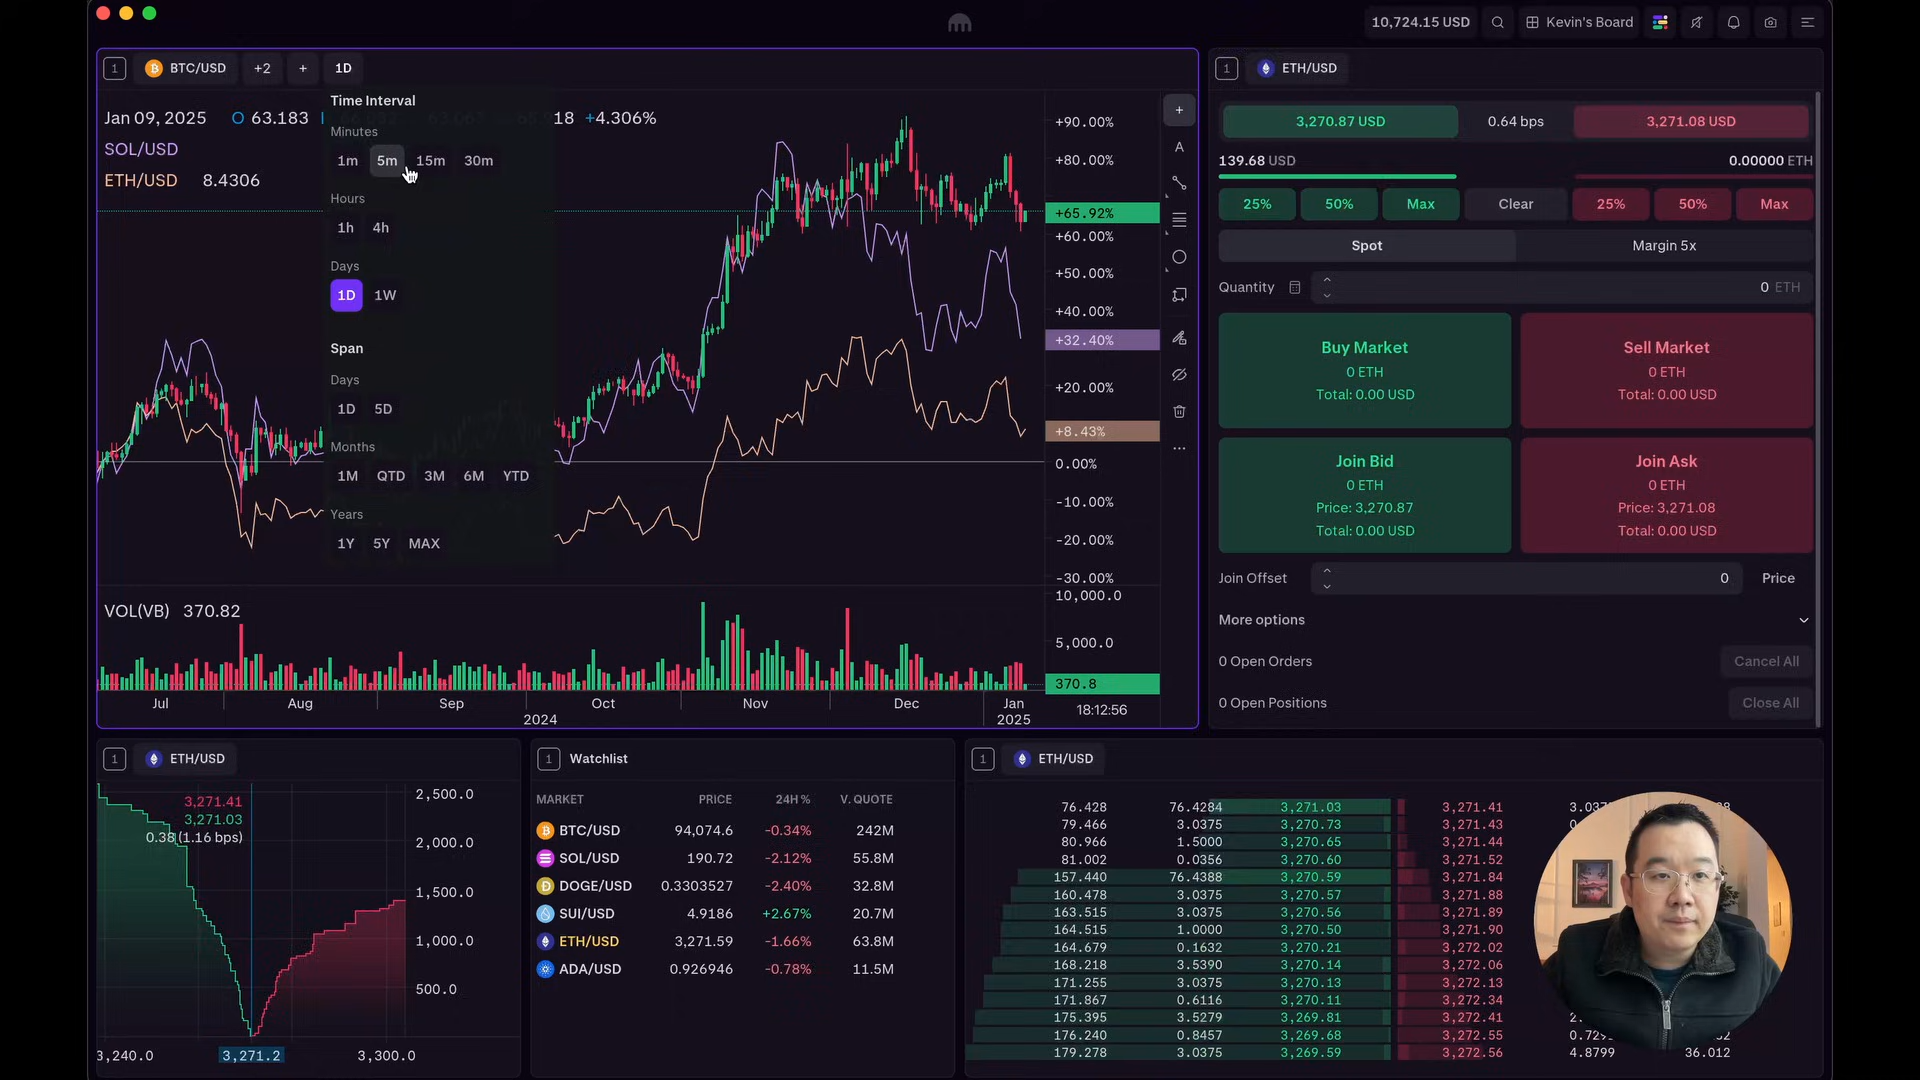 10,724.15 USD
Kevin's Board
1
BTC/USD
+2
+
1D
1
ETH/USD
Time Interval
Jan 09, 2025
O 63.183
18
+4.306%
SOL/USD
ETH/USD 8.4306
Minutes
1m
5m
15m
30m
Hours
1h
4h
Days
1D
1W
Span
Days
1D
5D
Months
1M
QTD
3M
6M
YTD
Years
1Y
5Y
MAX
+90.00%
+80.00%
+65.92%
+60.00%
+50.00%
+40.00%
+32.40%
+20.00%
+8.43%
0.00%
-10.00%
-20.00%
-30.00%
VOL(VB) 370.82
10,000.0
5,000.0
370.8
Jul
Aug
Sep
Oct
Nov
Dec
Jan
2024
2025
18:12:56
A
3,270.87 USD
0.64 bps
3,271.08 USD
139.68 USD
0.00000 ETH
25%
50%
Max
Clear
25%
50%
Max
Spot
Margin 5x
Quantity
0 ETH
Buy Market
0 ETH
Total: 0.00 USD
Sell Market
0 ETH
Total: 0.00 USD
Join Bid
0 ETH
Price: 3,270.87
Total: 0.00 USD
Join Ask
0 ETH
Price: 3,271.08
Total: 0.00 USD
Join Offset
0
Price
More options
0 Open Orders
Cancel All
0 Open Positions
Close All
1
ETH/USD
3,271.41
3,271.03
0.38 (1.16 bps)
2,500.0
2,000.0
1,500.0
1,000.0
500.0
3,240.0
3,271.2
3,300.0
1
Watchlist
MARKET PRICE 24H % V. QUOTE
BTC/USD 94,074.6 -0.34% 242M
SOL/USD 190.72 -2.12% 55.8M
DOGE/USD 0.3303527 -2.40% 32.8M
SUI/USD 4.9186 +2.67% 20.7M
ETH/USD 3,271.59 -1.66% 63.8M
ADA/USD 0.926946 -0.78% 11.5M
1
ETH/USD
76.428 76.4284 3,271.03 3,271.41
79.466 3.0375 3,270.73 3,271.43
80.966 1.5000 3,270.65 3,271.44
81.002 0.0356 3,270.60 3,271.52
157.440 76.4388 3,270.59 3,271.84
160.478 3.0375 3,270.57 3,271.88
163.515 3.0375 3,270.56 3,271.89
164.515 1.0000 3,270.50 3,271.90
164.679 0.1632 3,270.21 3,272.02
168.218 3.5390 3,270.14 3,272.06
171.255 3.0375 3,270.13 3,272.13
171.867 0.6116 3,270.11 3,272.34
175.395 3.5279 3,269.81 3,272.41
176.240 0.8457 3,269.68 3,272.55
179.278 3.0375 3,269.59 3,272.56 4.8799 36.012